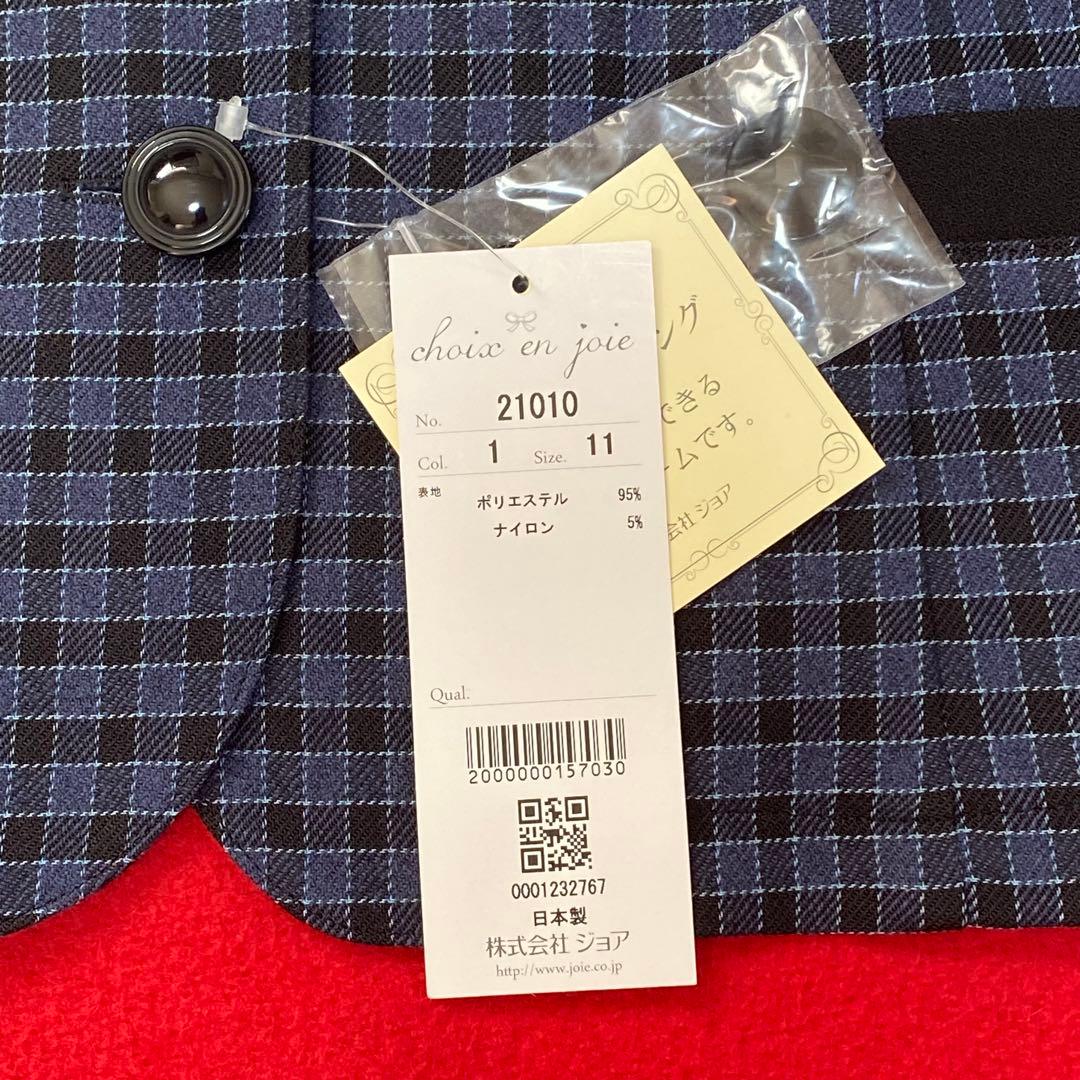 choix en joie
No. 21010
Col. 1 Size. 11
表地 ポリエステル 95%
ナイロン 5%
Qual.
2000000157030
0001232767
日本製
株式会社 ジョア
http://www.joie.co.jp
ング
できる
ームです。
会社 ジョア